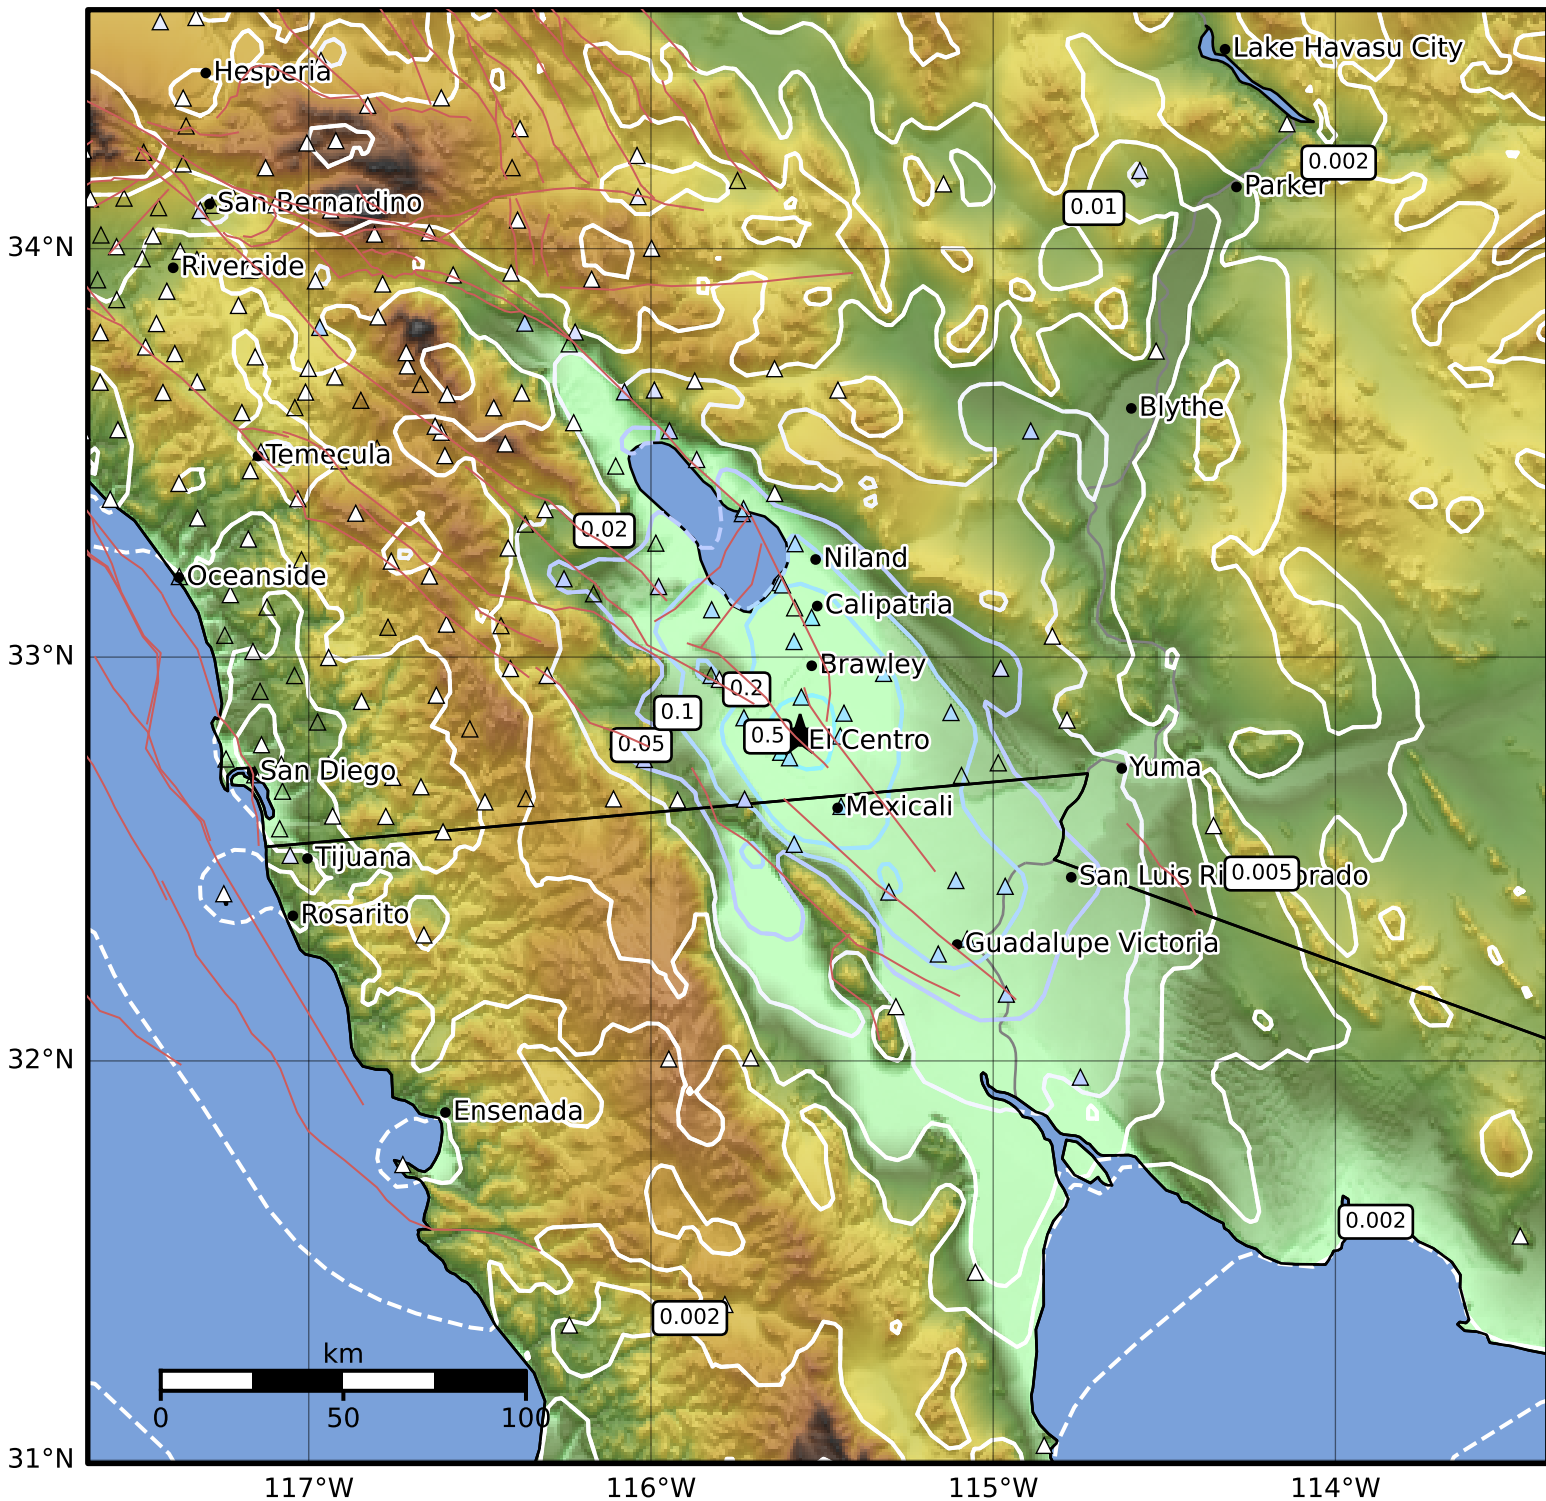 Lake Havasu City
Hesperia
0.002
Parker
San Bernardino
0.01
34°N
Riverside
Blythe
Temecula
0.02
Niland
Oceanside
Calipatria
33°N
Brawley
0.2
0.1
0.5
El Centro
0.05
Yuma
San Diego
Mexicali
Tijuana
San Luis Ri
0.005
orado
Rosarito
Guadalupe Victoria
32°N
Ensenada
0.002
0.002
km
0
50
100
31°N
117°W
116°W
115°W
114°W